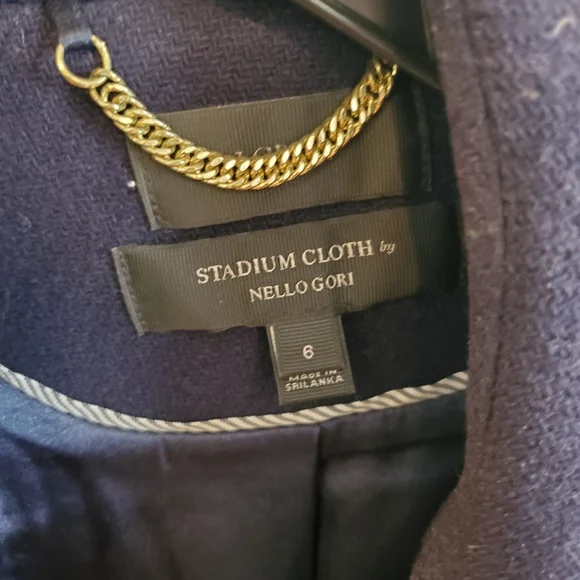 STADIUM CLOTH by
NELLO GORI
6
MADE IN
SRI LANKA